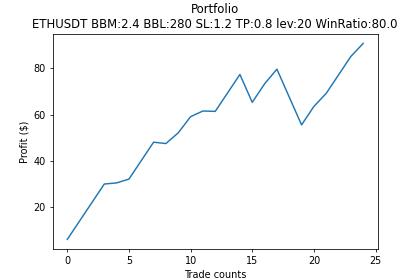 Portfolio
ETHUSDT BBM:2.4 BBL:280 SL:1.2 TP:0.8 lev:20 WinRatio:80.0
80
60
40
20
Profit ($)
0 5 10 15 20 25
Trade counts